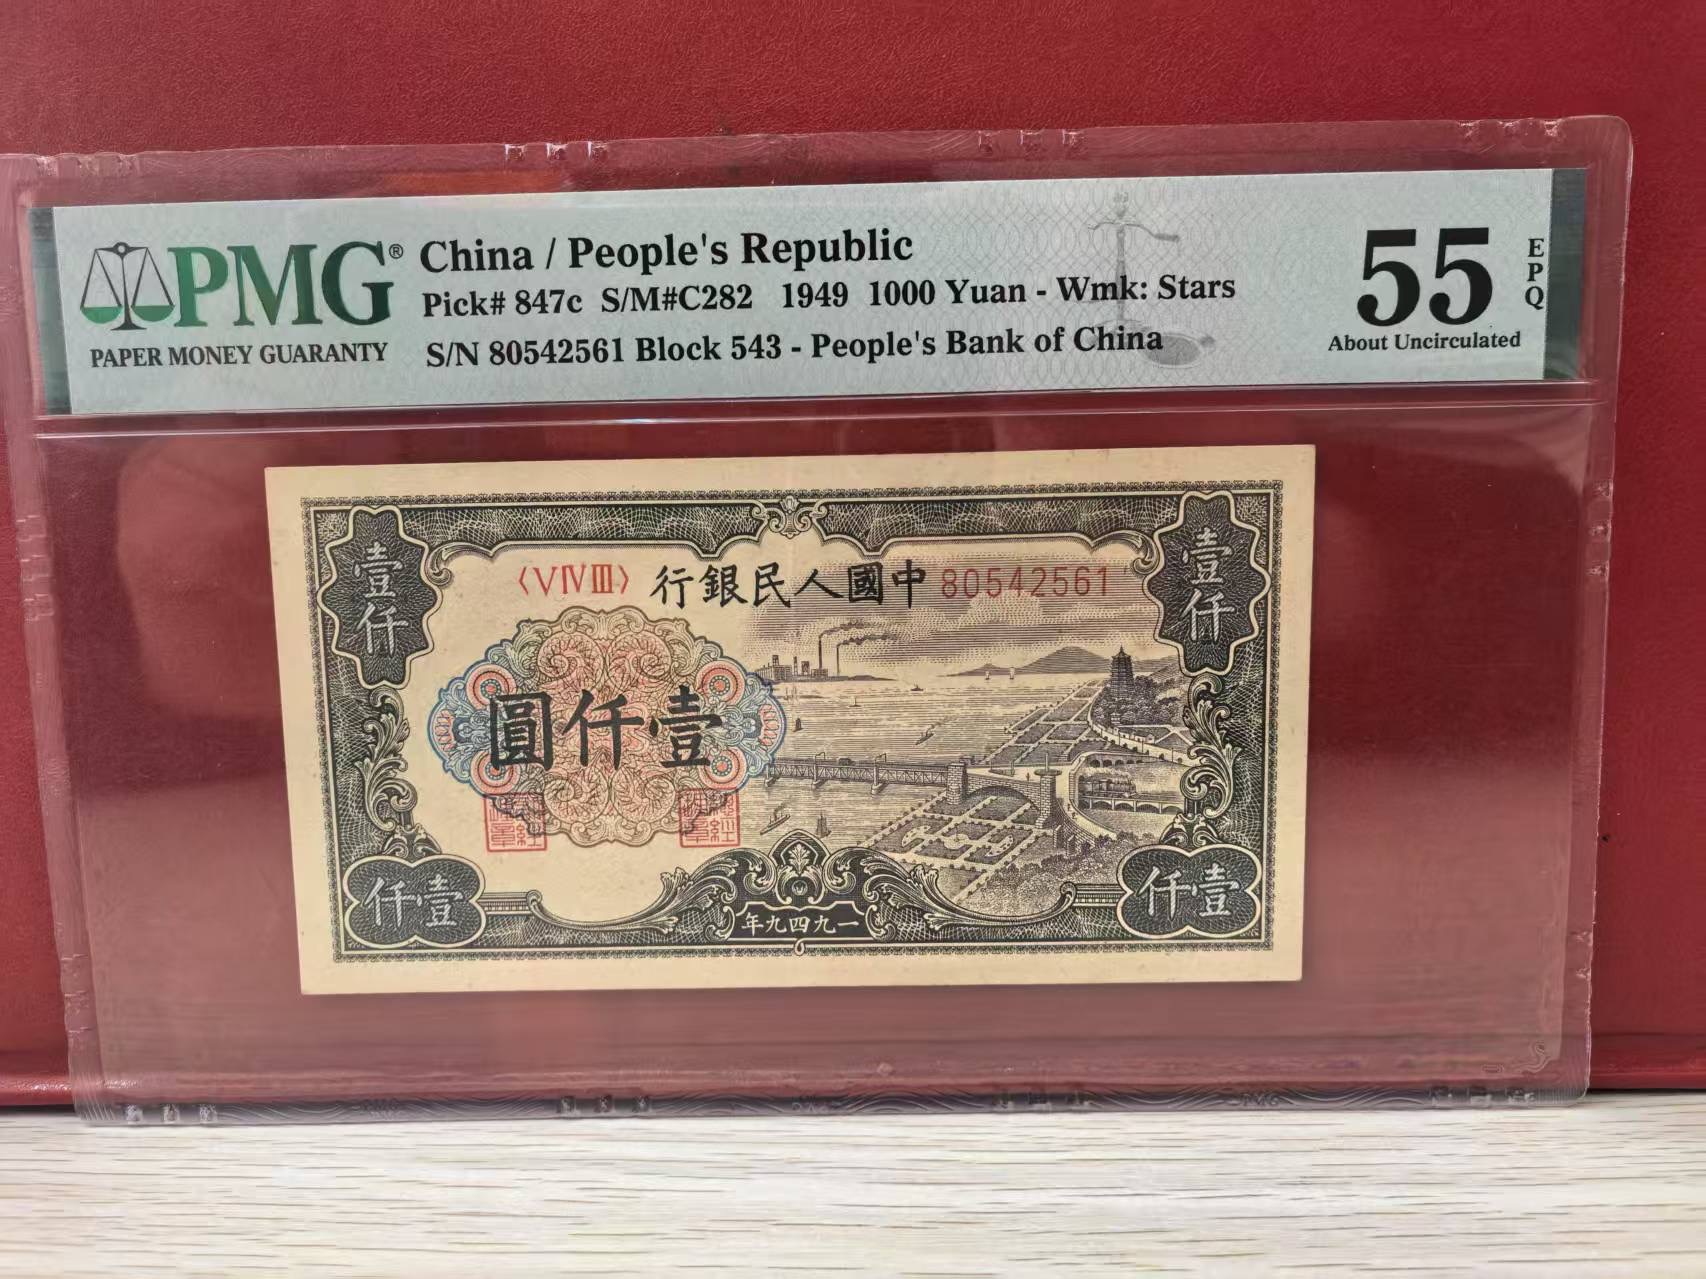 PMG®
PAPER MONEY GUARANTY
China / People's Republic
Pick# 847c S/M#C282 1949 1000 Yuan - Wmk: Stars
S/N 80542561 Block 543 - People's Bank of China
55
EPQ
About Uncirculated
壹仟
壹仟
〈ⅤⅣⅢ〉
行銀民人國中
80542561
圓仟壹
仟壹
仟壹
年九四九一